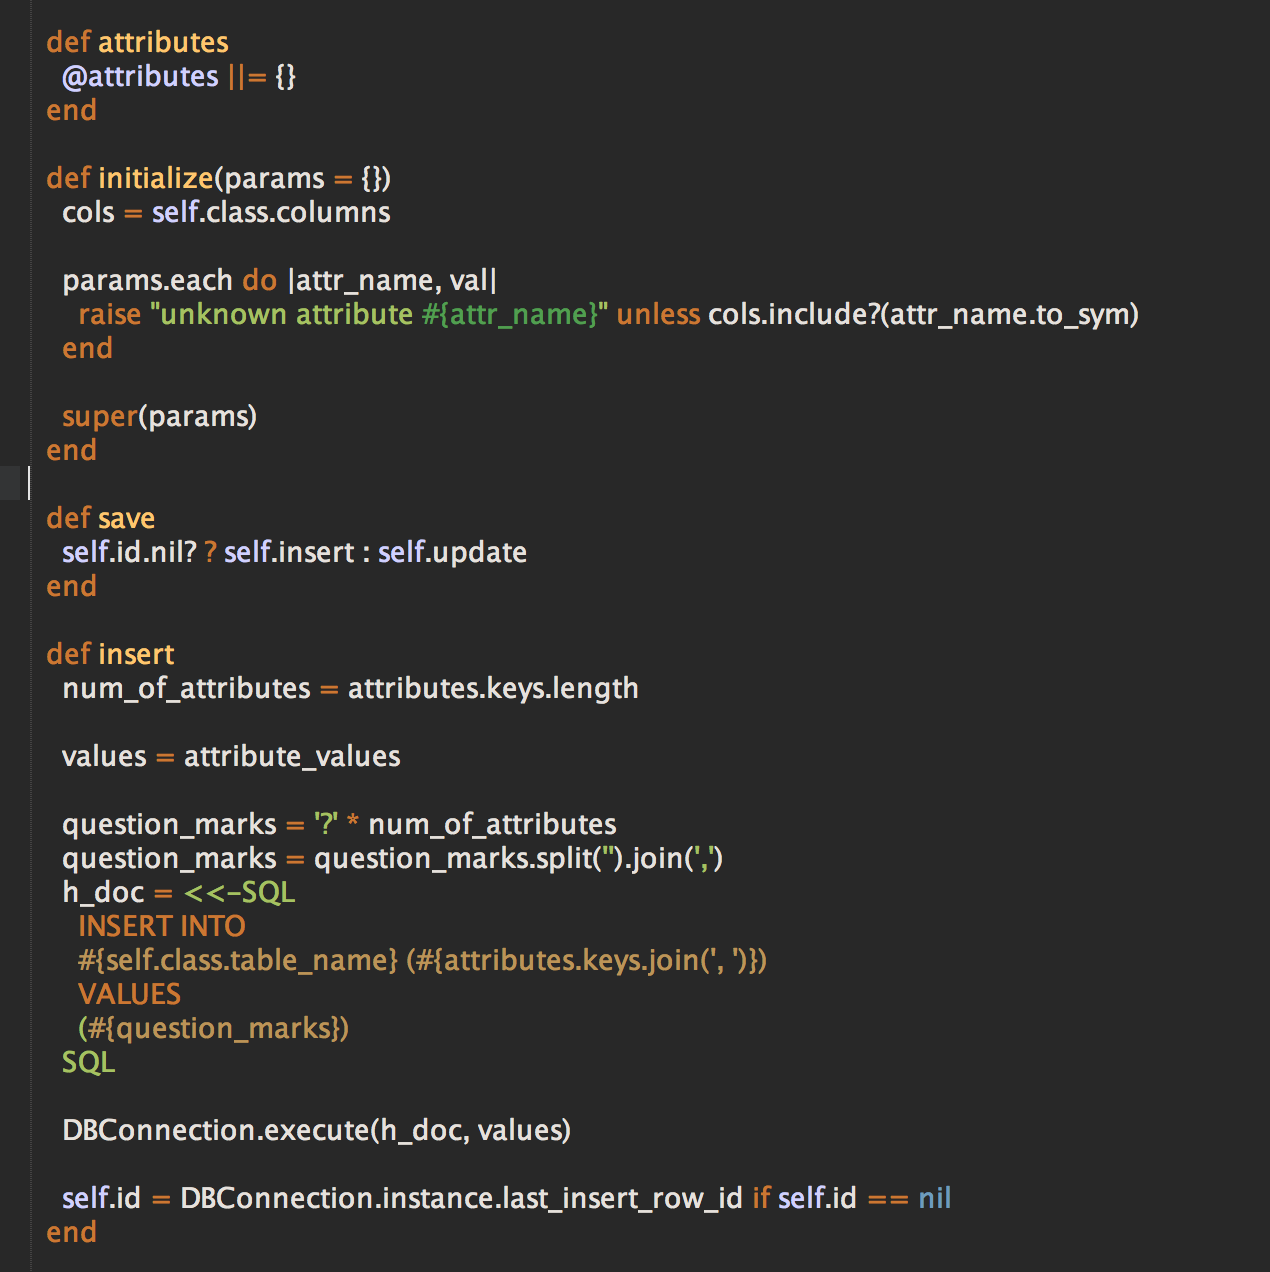 def attributes
  @attributes ||= {}
end

def initialize(params = {})
  cols = self.class.columns

  params.each do |attr_name, val|
    raise "unknown attribute #{attr_name}" unless cols.include?(attr_name.to_sym)
  end

  super(params)
end

def save
  self.id.nil? ? self.insert : self.update
end

def insert
  num_of_attributes = attributes.keys.length

  values = attribute_values

  question_marks = '?' * num_of_attributes
  question_marks = question_marks.split('').join(',')
  h_doc = <<-SQL
    INSERT INTO
    #{self.class.table_name} (#{attributes.keys.join(', ')})
    VALUES
    (#{question_marks})
  SQL

  DBConnection.execute(h_doc, values)

  self.id = DBConnection.instance.last_insert_row_id if self.id == nil
end